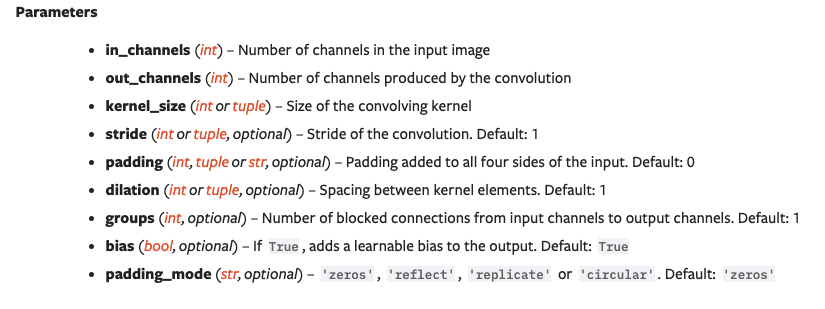 Parameters
• in_channels (int) – Number of channels in the input image
• out_channels (int) – Number of channels produced by the convolution
• kernel_size (int or tuple) – Size of the convolving kernel
• stride (int or tuple, optional) – Stride of the convolution. Default: 1
• padding (int, tuple or str, optional) – Padding added to all four sides of the input. Default: 0
• dilation (int or tuple, optional) – Spacing between kernel elements. Default: 1
• groups (int, optional) – Number of blocked connections from input channels to output channels. Default: 1
• bias (bool, optional) – If True, adds a learnable bias to the output. Default: True
• padding_mode (str, optional) – 'zeros', 'reflect', 'replicate' or 'circular'. Default: 'zeros'